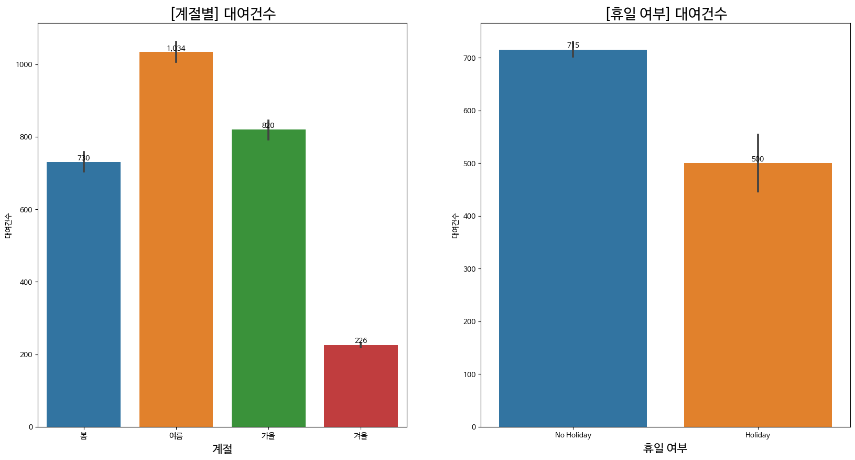 [계절별] 대여건수
1,034
820
730
226
1000
800
600
400
200
0
대여건수
봄
여름
가을
겨울
계절
[휴일 여부] 대여건수
715
500
700
600
500
400
300
200
100
0
대여건수
No Holiday
Holiday
휴일 여부